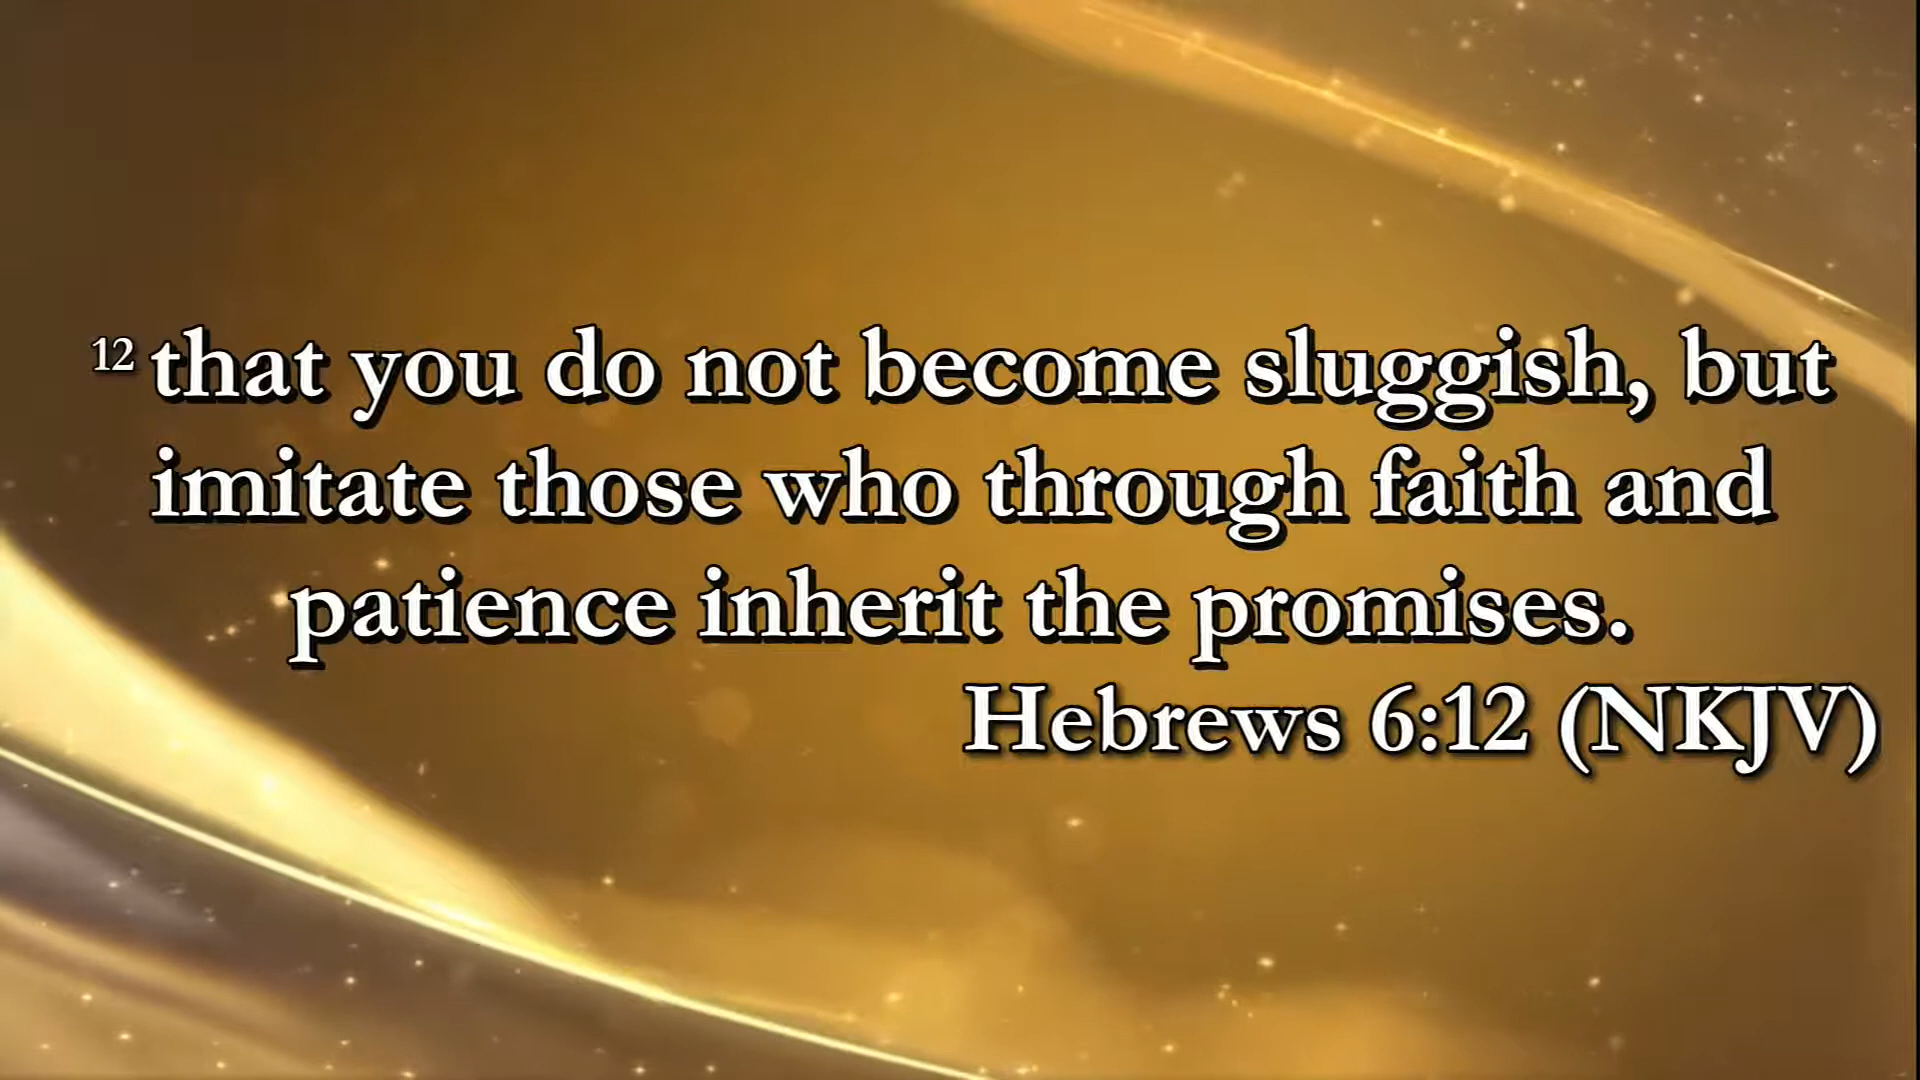 12 that you do not become sluggish, but
imitate those who through faith and
patience inherit the promises.
Hebrews 6:12 (NKJV)